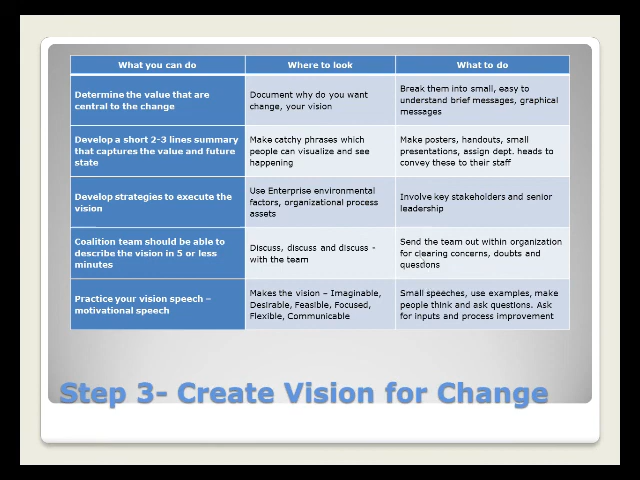 What you can do
Where to look
What to do
Determine the value that are
central to the change
Document why do you want
change, your vision
Break them into small, easy to
understand brief messages, graphical
messages
Develop a short 2-3 lines summary
that captures the value and future
state
Make catchy phrases which
people can visualize and see
happening
Make posters, handouts, small
presentations, assign dept. heads to
convey these to their staff
Develop strategies to execute the
vision
Use Enterprise environmental
factors, organizational process
assets
Involve key stakeholders and senior
leadership
Coalition team should be able to
describe the vision in 5 or less
minutes
Discuss, discuss and discuss -
with the team
Send the team out within organization
for clearing concerns, doubts and
questions
Practice your vision speech –
motivational speech
Makes the vision – Imaginable,
Desirable, Feasible, Focused,
Flexible, Communicable
Small speeches, use examples, make
people think and ask questions. Ask
for inputs and process improvement
Step 3- Create Vision for Change